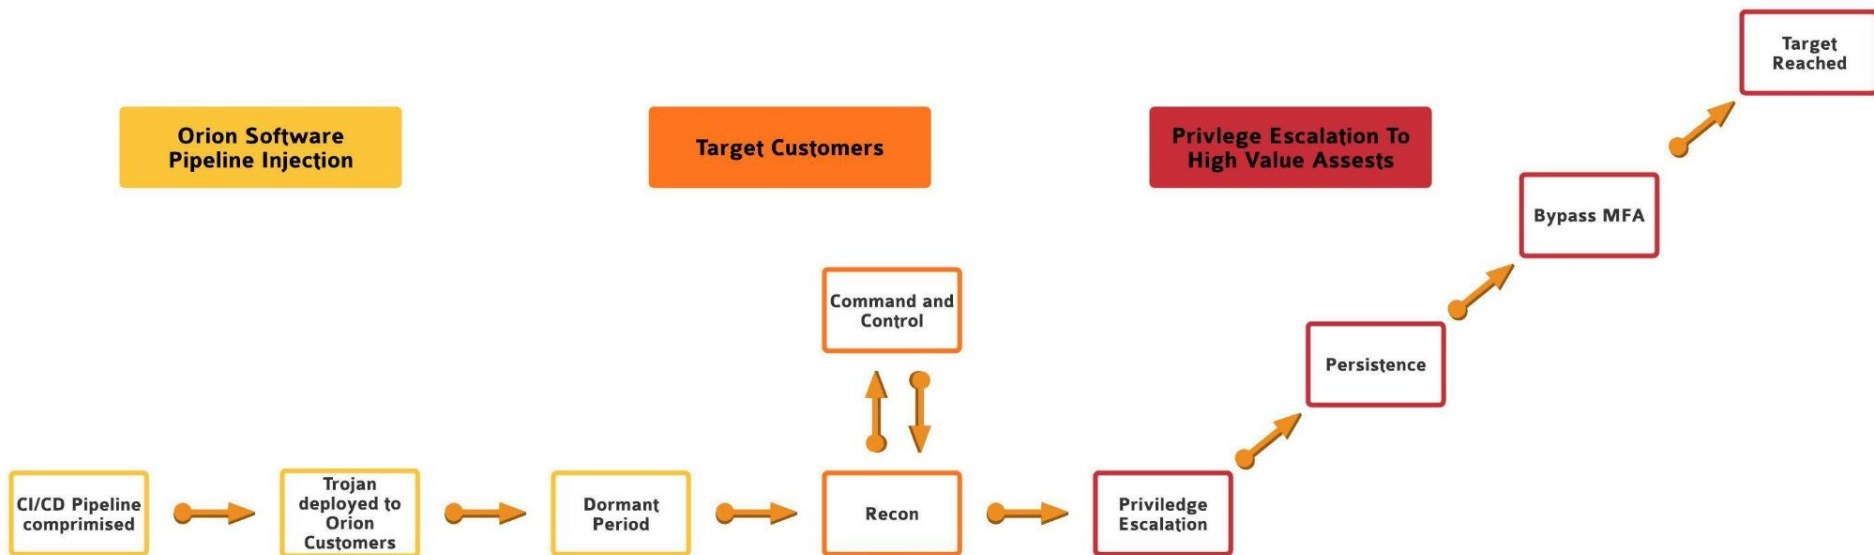 Target
Reached
Orion Software
Pipeline Injection
Target Customers
Privlege Escalation To
High Value Assests
Bypass MFA
Command and
Control
Persistence
CI/CD Pipeline
comprimised
Trojan
deployed to
Orion
Customers
Dormant
Period
Recon
Priviledge
Escalation